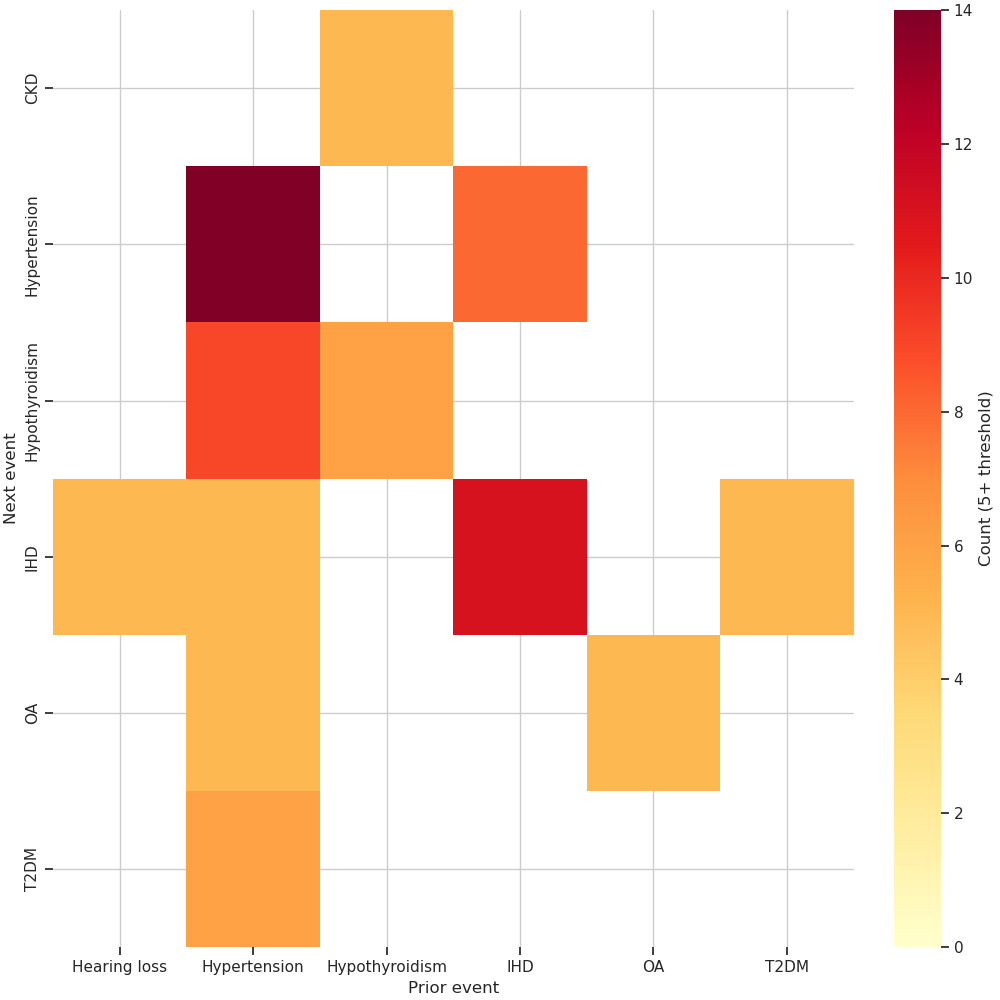 Next event
CKD
Hypertension
Hypothyroidism
IHD
OA
T2DM
Hearing loss
Hypertension
Hypothyroidism
IHD
OA
T2DM
Prior event
14
12
10
8
6
4
2
0
Count (5+ threshold)